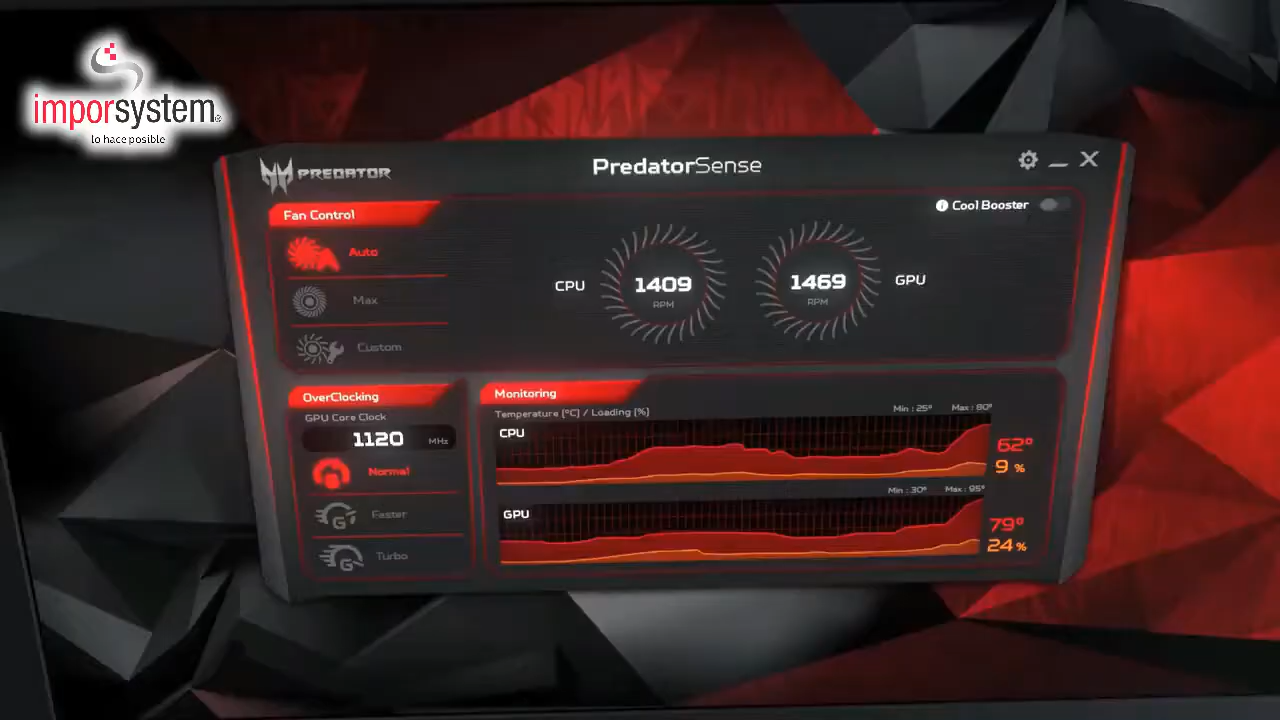 imporsystem®
lo hace posible
PREDATOR
PredatorSense
Fan Control
Cool Booster
Auto
Max
Custom
CPU
1409
RPM
1469
RPM
GPU
OverClocking
GPU Core Clock
1120 MHz
Normal
Faster
Turbo
Monitoring
Temperature [°C] / Loading [%]
Min : 25° Max : 80°
CPU
62°
9 %
Min : 30° Max : 95°
GPU
79°
24 %